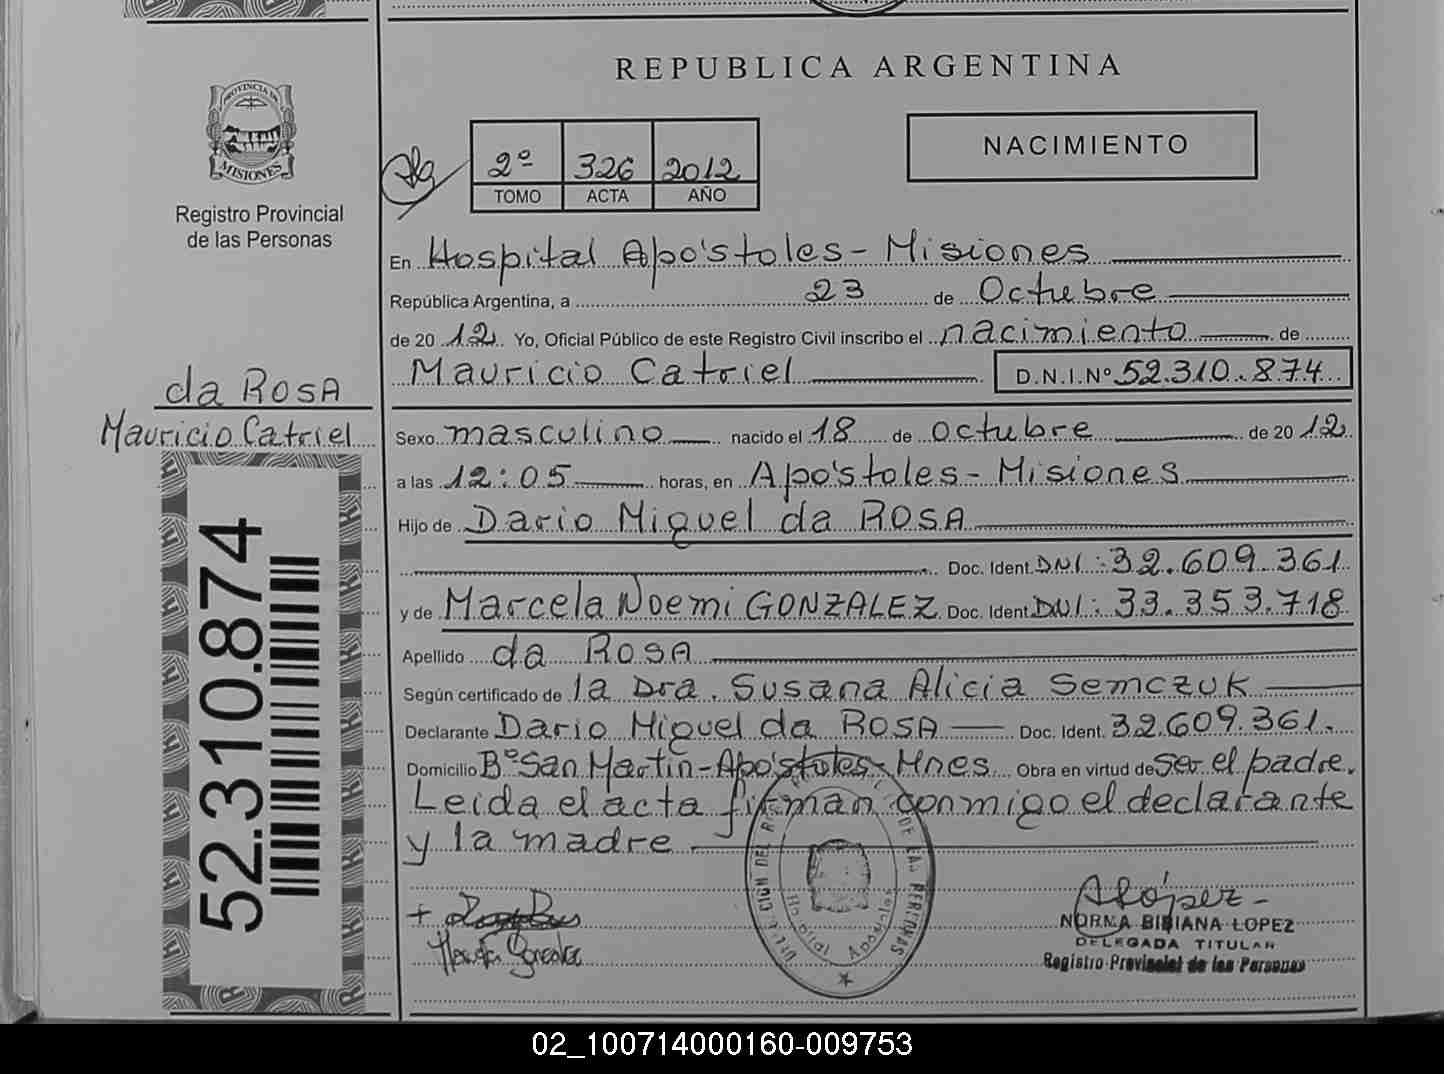 REPUBLICA ARGENTINA
PROVINCIA DE
MISIONES
Registro Provincial
de las Personas
2º 326 2012
TOMO ACTA AÑO
NACIMIENTO
En Hospital Apóstoles - Misiones
República Argentina, a 23 de Octubre
de 2012. Yo, Oficial Público de este Registro Civil inscribo el nacimiento de
Mauricio Catriel D.N.I.Nº 52.310.874
da ROSA
Mauricio Catriel
Sexo masculino nacido el 18 de octubre de 2012
a las 12:05 horas, en Apóstoles - Misiones
Hijo de Dario Miguel da ROSA
Doc. Ident. DNI: 32.609.361
y de Marcela Noemi GONZALEZ Doc. Ident. DNI: 33.353.718
Apellido da ROSA
Según certificado de la Dra. Susana Alicia Semczuk
Declarante Dario Miguel da ROSA Doc. Ident. 32.609.361.
Domicilio Bº San Martin - Apóstoles - Mnes Obra en virtud de ser el padre.
Leida el acta firman conmigo el declarante
y la madre
52.310.874
Hospital Apóstoles
DE LAS PERSONAS
ALópez
NORMA BIBIANA LOPEZ
DELEGADA TITULAR
Registro Provincial de las Personas
02_100714000160-009753